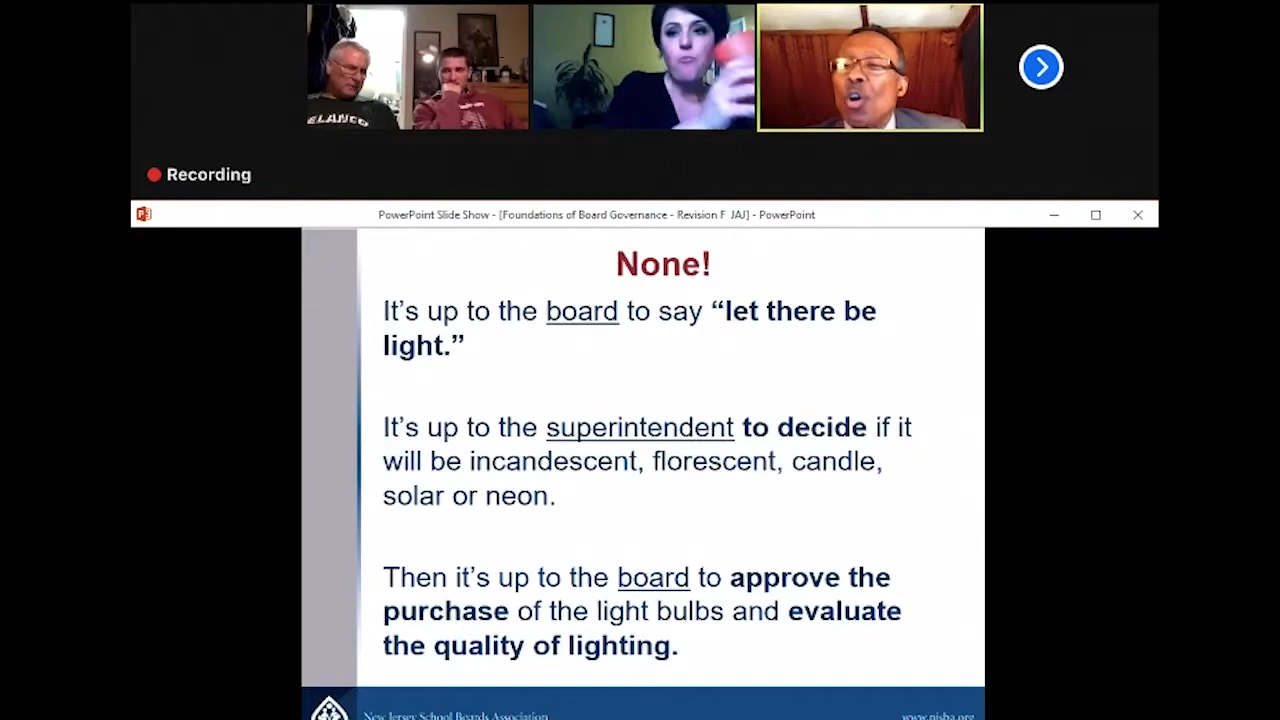 ELANCO
Recording
PowerPoint Slide Show - [Foundations of Board Governance - Revision F JAJ] - PowerPoint
None!
It's up to the board to say “let there be
light.”
It's up to the superintendent to decide if it
will be incandescent, florescent, candle,
solar or neon.
Then it's up to the board to approve the
purchase of the light bulbs and evaluate
the quality of lighting.
New Jersey School Boards Association
www.njsba.org